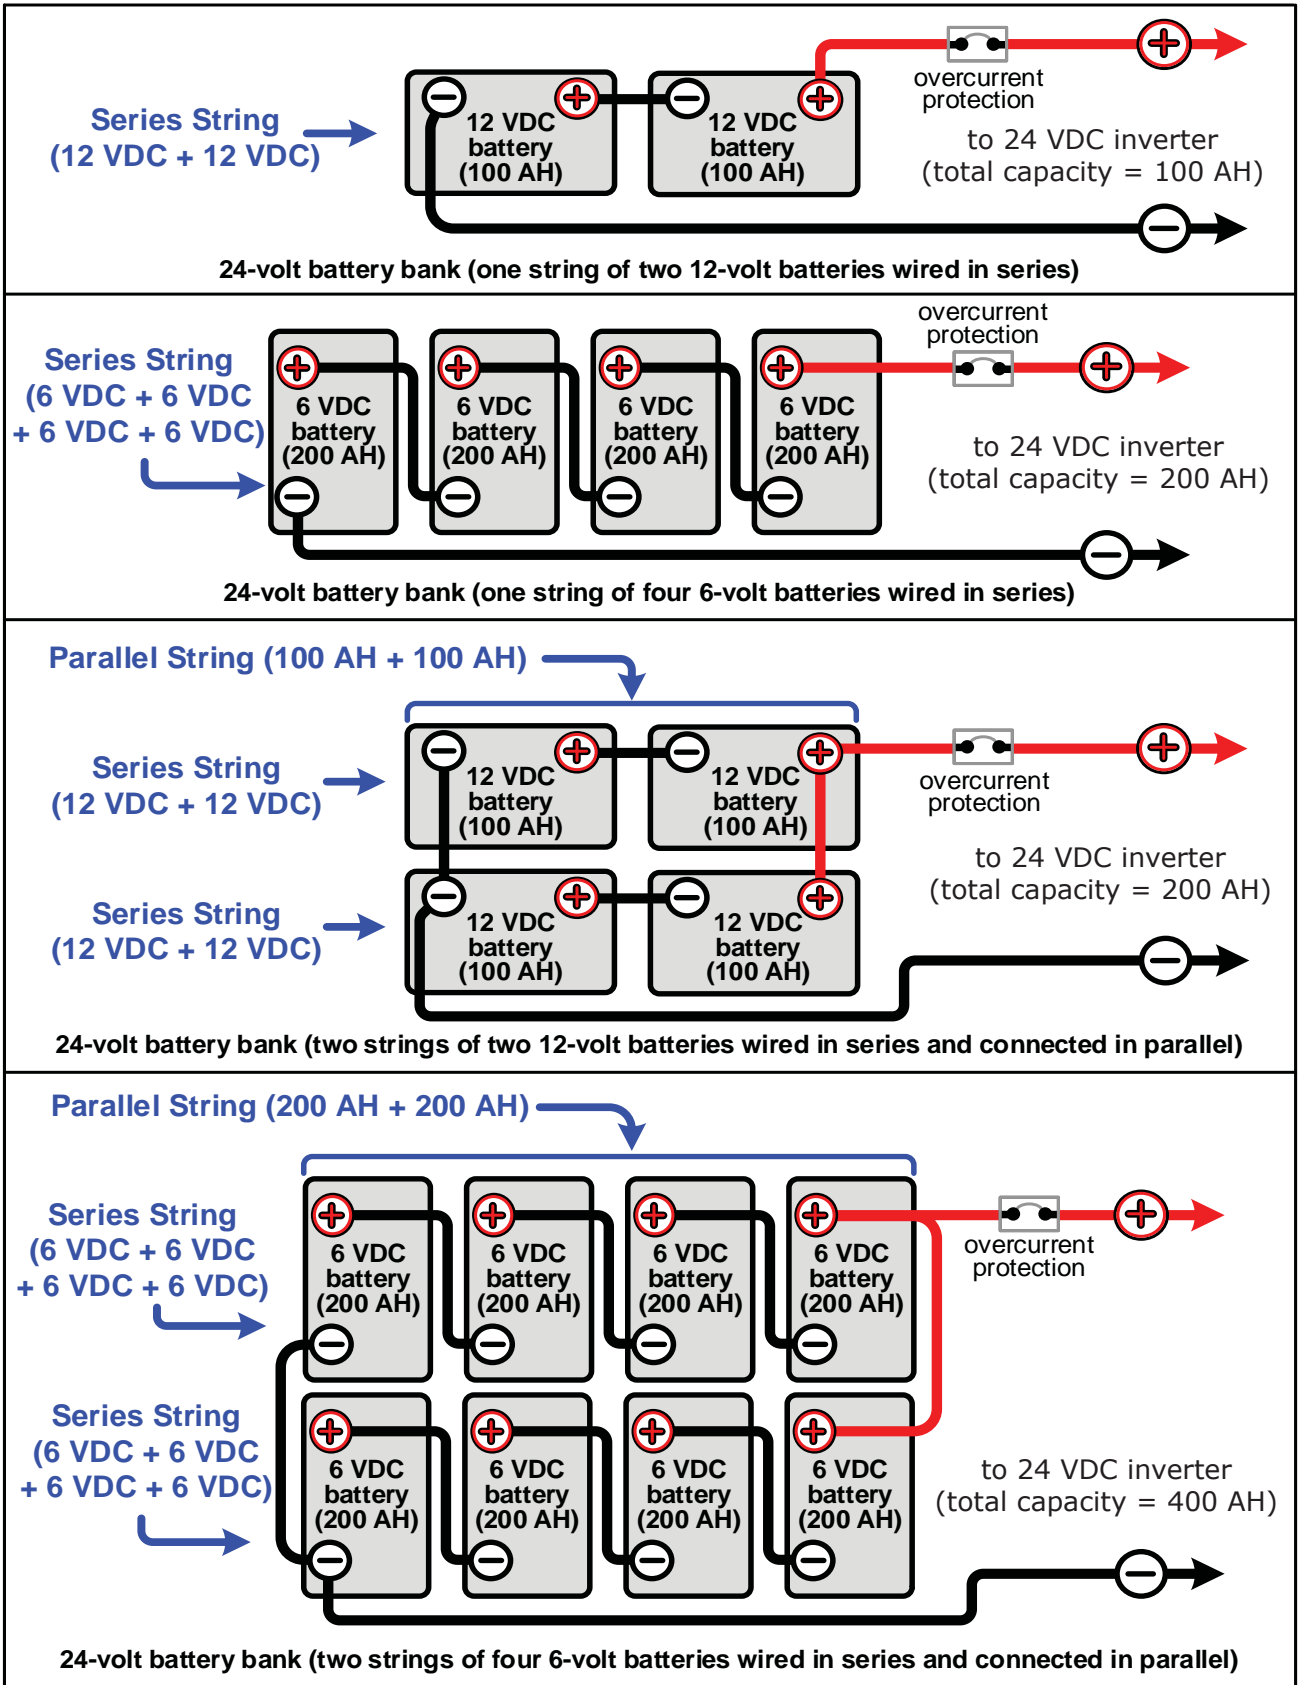 overcurrent
protection
Series String
(12 VDC + 12 VDC)
12 VDC
battery
(100 AH)
12 VDC
battery
(100 AH)
to 24 VDC inverter
(total capacity = 100 AH)
24-volt battery bank (one string of two 12-volt batteries wired in series)
overcurrent
protection
Series String
(6 VDC + 6 VDC
+ 6 VDC + 6 VDC)
6 VDC
battery
(200 AH)
6 VDC
battery
(200 AH)
6 VDC
battery
(200 AH)
6 VDC
battery
(200 AH)
to 24 VDC inverter
(total capacity = 200 AH)
24-volt battery bank (one string of four 6-volt batteries wired in series)
Parallel String (100 AH + 100 AH)
Series String
(12 VDC + 12 VDC)
12 VDC
battery
(100 AH)
12 VDC
battery
(100 AH)
overcurrent
protection
to 24 VDC inverter
(total capacity = 200 AH)
Series String
(12 VDC + 12 VDC)
12 VDC
battery
(100 AH)
12 VDC
battery
(100 AH)
24-volt battery bank (two strings of two 12-volt batteries wired in series and connected in parallel)
Parallel String (200 AH + 200 AH)
Series String
(6 VDC + 6 VDC
+ 6 VDC + 6 VDC)
6 VDC
battery
(200 AH)
6 VDC
battery
(200 AH)
6 VDC
battery
(200 AH)
6 VDC
battery
(200 AH)
overcurrent
protection
Series String
(6 VDC + 6 VDC
+ 6 VDC + 6 VDC)
6 VDC
battery
(200 AH)
6 VDC
battery
(200 AH)
6 VDC
battery
(200 AH)
6 VDC
battery
(200 AH)
to 24 VDC inverter
(total capacity = 400 AH)
24-volt battery bank (two strings of four 6-volt batteries wired in series and connected in parallel)